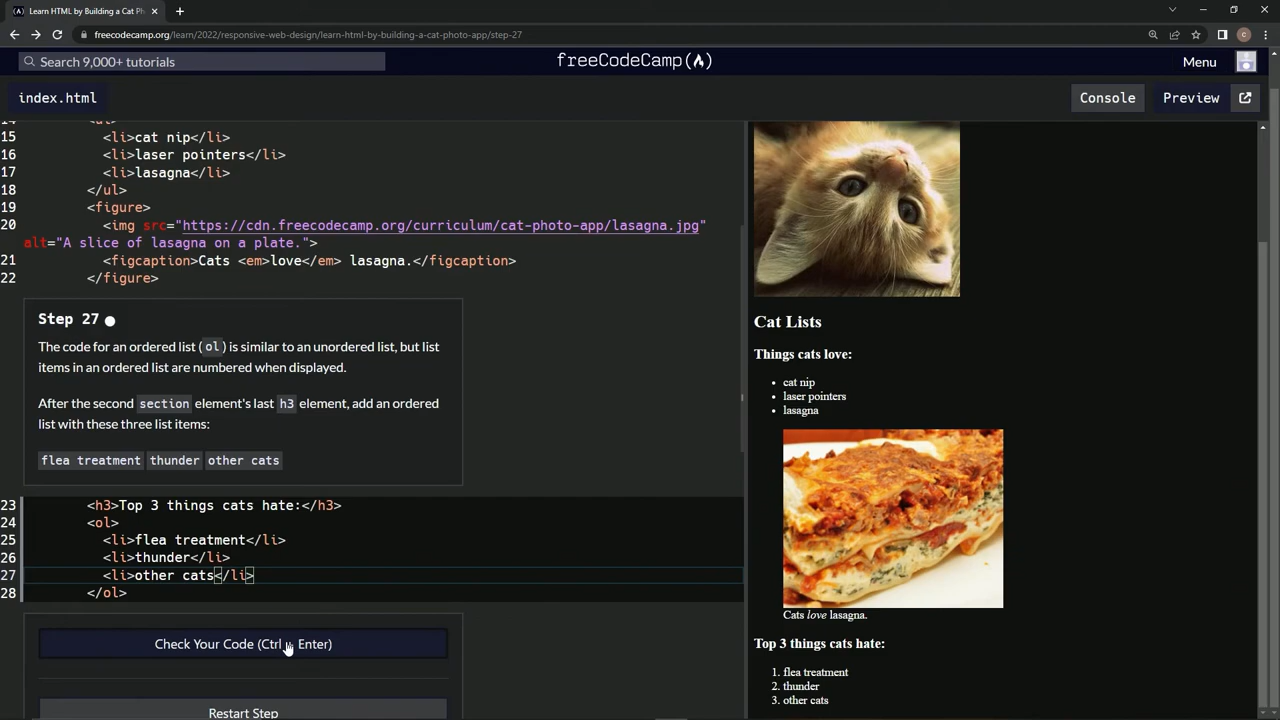 Learn HTML by Building a Cat Ph
freecodecamp.org/learn/2022/responsive-web-design/learn-html-by-building-a-cat-photo-app/step-27
Search 9,000+ tutorials
freeCodeCamp
Menu
index.html
Console
Preview
14 <ul>
15 <li>cat nip</li>
16 <li>laser pointers</li>
17 <li>lasagna</li>
18 </ul>
19 <figure>
20 <img src="https://cdn.freecodecamp.org/curriculum/cat-photo-app/lasagna.jpg"
alt="A slice of lasagna on a plate.">
21 <figcaption>Cats <em>love</em> lasagna.</figcaption>
22 </figure>
Step 27
The code for an ordered list (ol) is similar to an unordered list, but list
items in an ordered list are numbered when displayed.
After the second section element's last h3 element, add an ordered
list with these three list items:
flea treatment thunder other cats
23 <h3>Top 3 things cats hate:</h3>
24 <ol>
25 <li>flea treatment</li>
26 <li>thunder</li>
27 <li>other cats</li>
28 </ol>
Check Your Code (Ctrl Enter)
Restart Step
Cat Lists
Things cats love:
• cat nip
• laser pointers
• lasagna
Cats love lasagna.
Top 3 things cats hate:
1. flea treatment
2. thunder
3. other cats